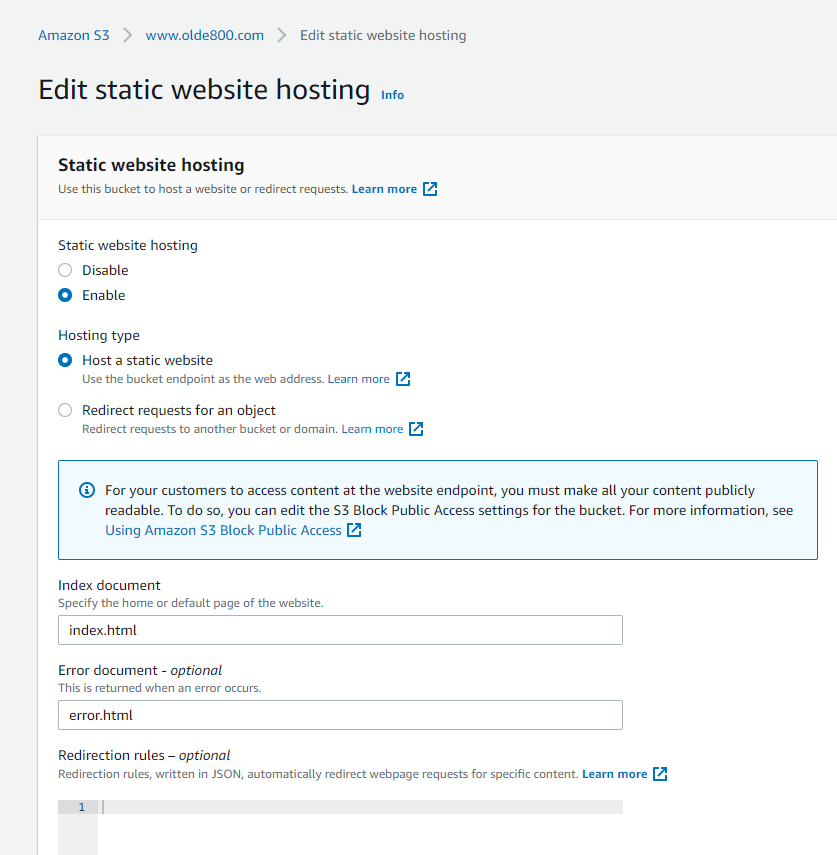 Amazon S3 > www.olde800.com > Edit static website hosting
Edit static website hosting Info
Static website hosting
Use this bucket to host a website or redirect requests. Learn more
Static website hosting
Disable
Enable
Hosting type
Host a static website
Use the bucket endpoint as the web address. Learn more
Redirect requests for an object
Redirect requests to another bucket or domain. Learn more
For your customers to access content at the website endpoint, you must make all your content publicly
readable. To do so, you can edit the S3 Block Public Access settings for the bucket. For more information, see
Using Amazon S3 Block Public Access
Index document
Specify the home or default page of the website.
index.html
Error document - optional
This is returned when an error occurs.
error.html
Redirection rules – optional
Redirection rules, written in JSON, automatically redirect webpage requests for specific content. Learn more
1